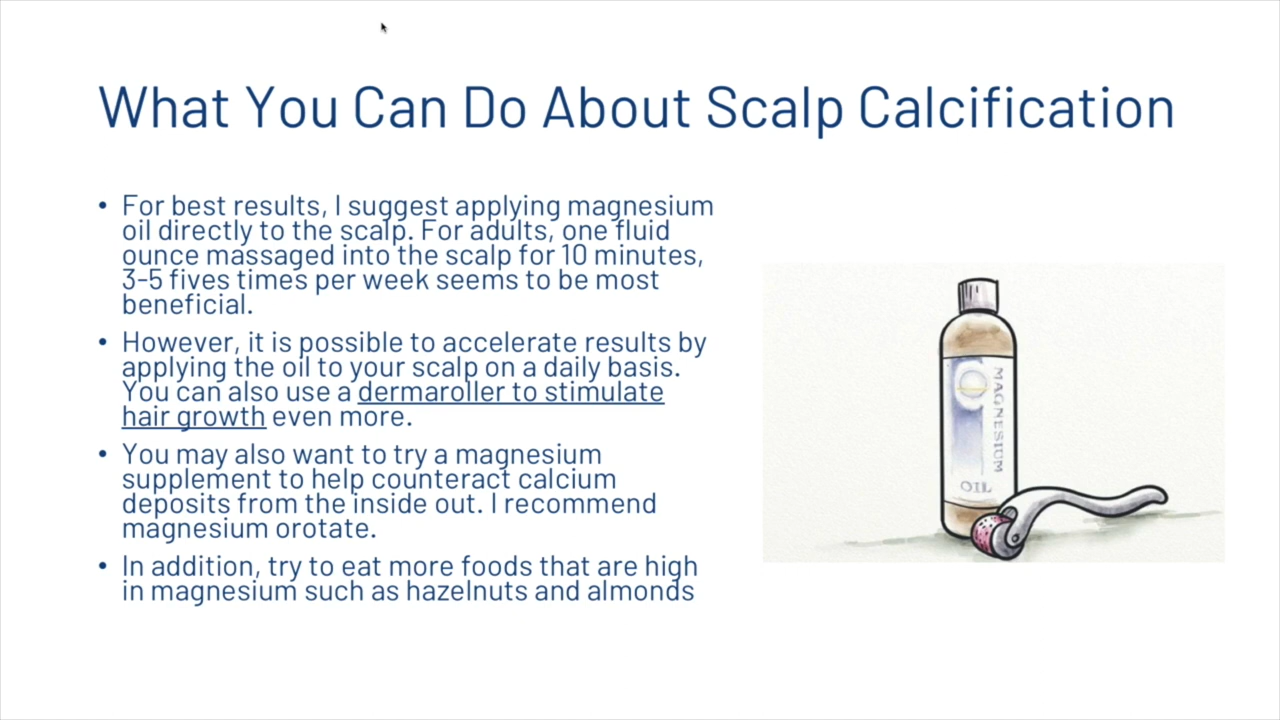 What You Can Do About Scalp Calcification
• For best results, I suggest applying magnesium
oil directly to the scalp. For adults, one fluid
ounce massaged into the scalp for 10 minutes,
3-5 fives times per week seems to be most
beneficial.
• However, it is possible to accelerate results by
applying the oil to your scalp on a daily basis.
You can also use a dermaroller to stimulate
hair growth even more.
• You may also want to try a magnesium
supplement to help counteract calcium
deposits from the inside out. I recommend
magnesium orotate.
• In addition, try to eat more foods that are high
in magnesium such as hazelnuts and almonds
MAGNESIUM
OIL